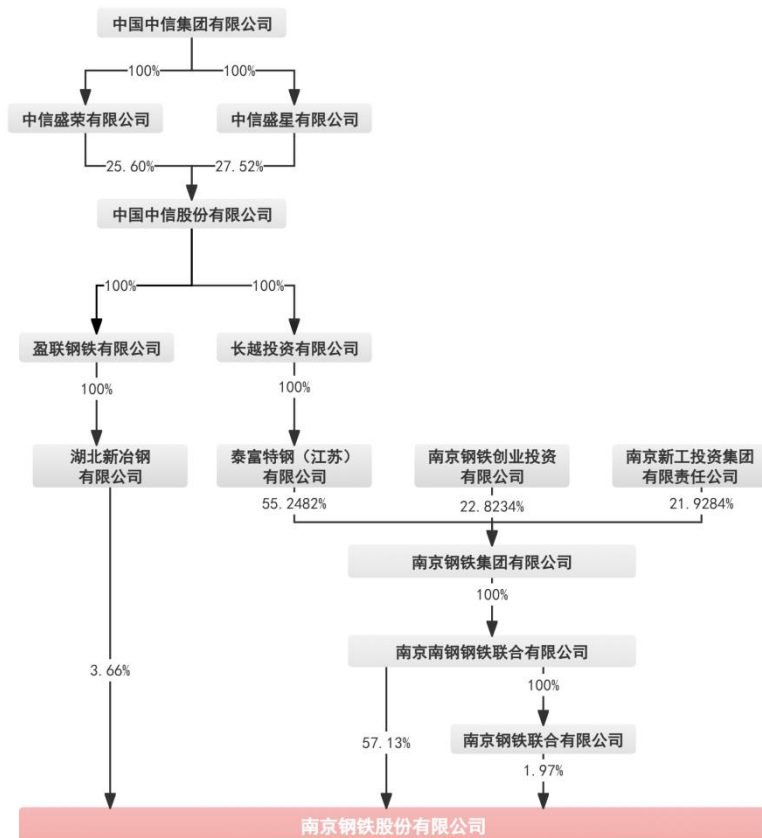 中国中信集团有限公司
100%
100%
中信盛荣有限公司
中信盛星有限公司
25.60%
27.52%
中国中信股份有限公司
100%
100%
盈联钢铁有限公司
长越投资有限公司
100%
100%
湖北新冶钢
有限公司
泰富特钢（江苏）
有限公司
南京钢铁创业投资
有限公司
南京新工投资集团
有限责任公司
55.2482%
22.8234%
21.9284%
南京钢铁集团有限公司
100%
南京南钢钢铁联合有限公司
3.66%
100%
57.13%
南京钢铁联合有限公司
1.97%
南京钢铁股份有限公司